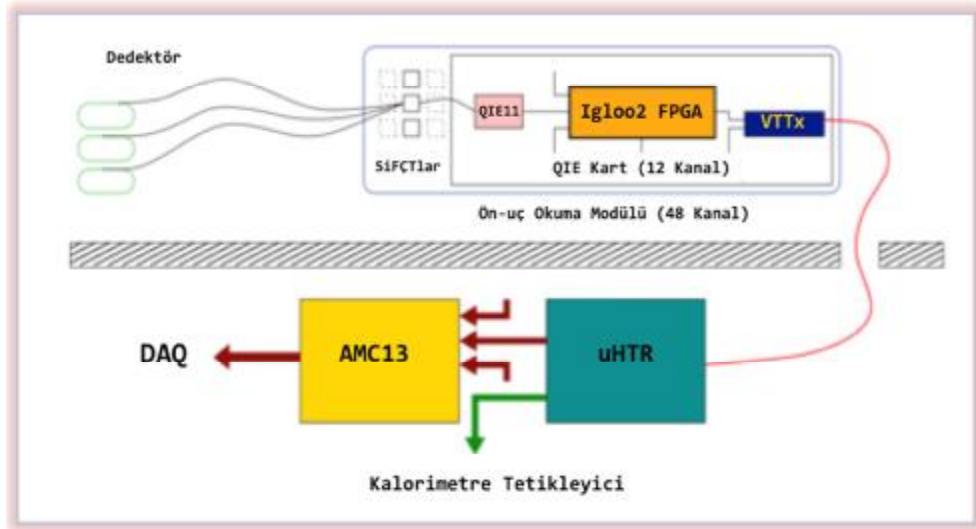 Dedektör
SiFÇTlar
QIE11
Igloo2 FPGA
VTTx
QIE Kart (12 Kanal)
Ön-uç Okuma Modülü (48 Kanal)
DAQ
AMC13
uHTR
Kalorimetre Tetikleyici